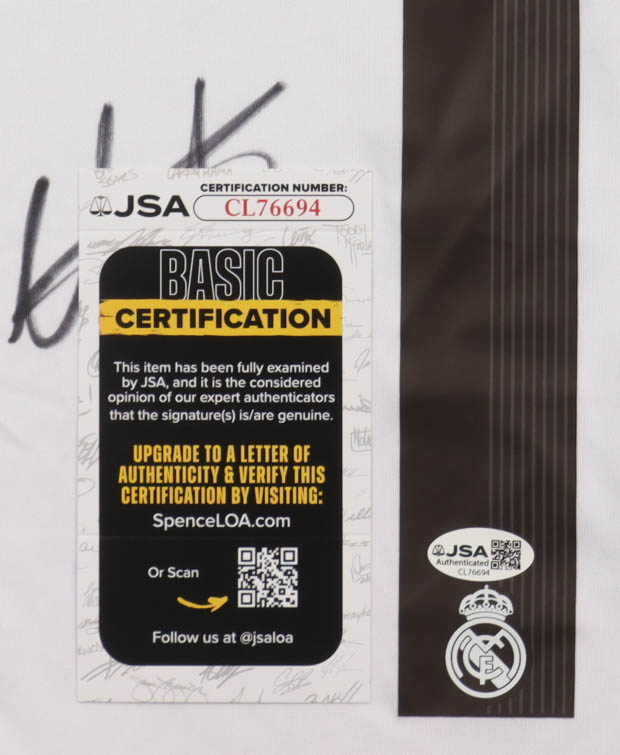 JSA
CERTIFICATION NUMBER:
CL76694
BASIC
CERTIFICATION
This item has been fully examined
by JSA, and it is the considered
opinion of our expert authenticators
that the signature(s) is/are genuine.
UPGRADE TO A LETTER OF
AUTHENTICITY & VERIFY THIS
CERTIFICATION BY VISITING:
SpenceLOA.com
Or Scan
Follow us at @jsaloa
JSA
Authenticated
CL76694